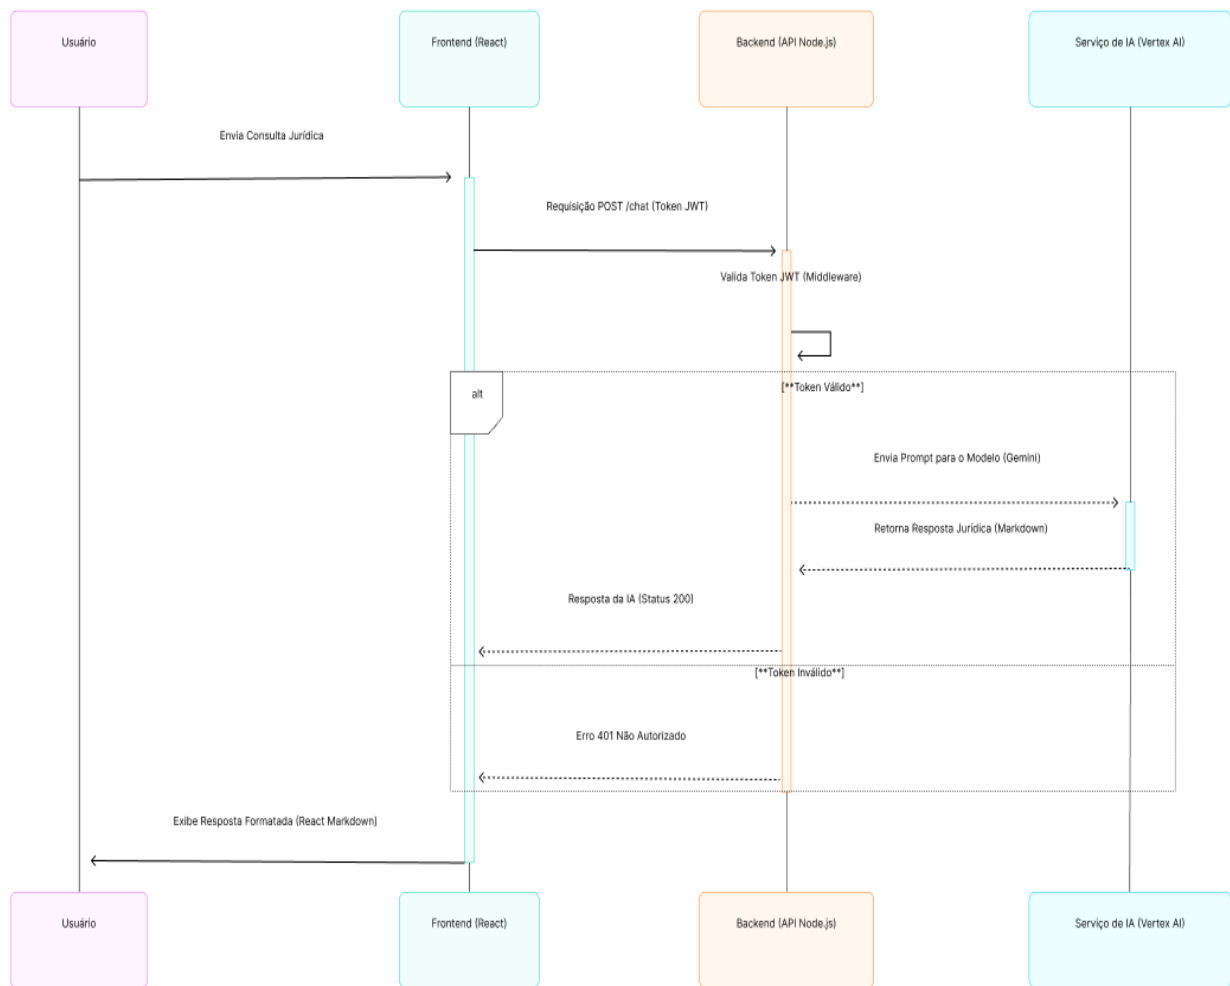 Usuário
Frontend (React)
Backend (API Node.js)
Serviço de IA (Vertex AI)
Envia Consulta Jurídica
Requisição POST /chat (Token JWT)
Valida Token JWT (Middleware)
alt
[**Token Válido**]
Envia Prompt para o Modelo (Gemini)
Retorna Resposta Jurídica (Markdown)
Resposta da IA (Status 200)
[**Token Inválido**]
Erro 401 Não Autorizado
Exibe Resposta Formatada (React Markdown)
Usuário
Frontend (React)
Backend (API Node.js)
Serviço de IA (Vertex AI)